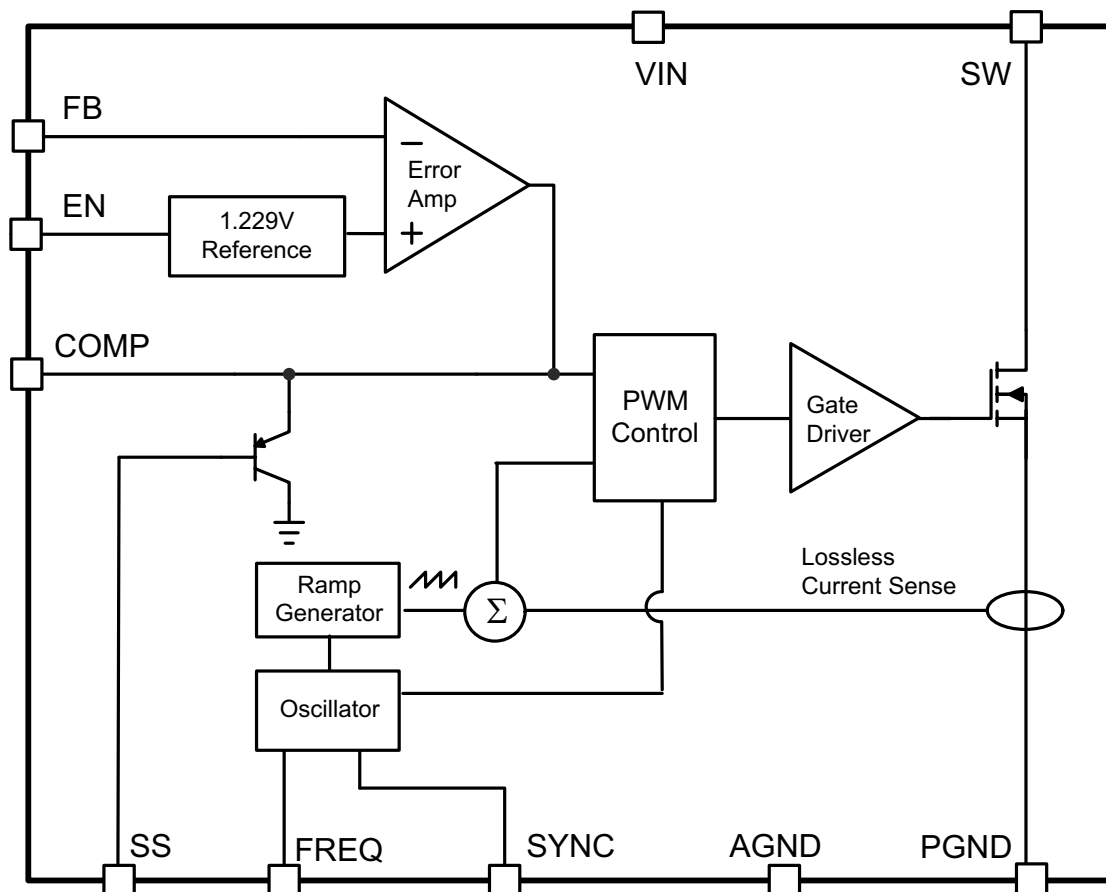 VIN
SW
FB
−
Error
Amp
+
EN
1.229V
Reference
COMP
PWM
Control
Gate
Driver
Lossless
Current Sense
Ramp
Generator
Σ
Oscillator
SS
FREQ
SYNC
AGND
PGND